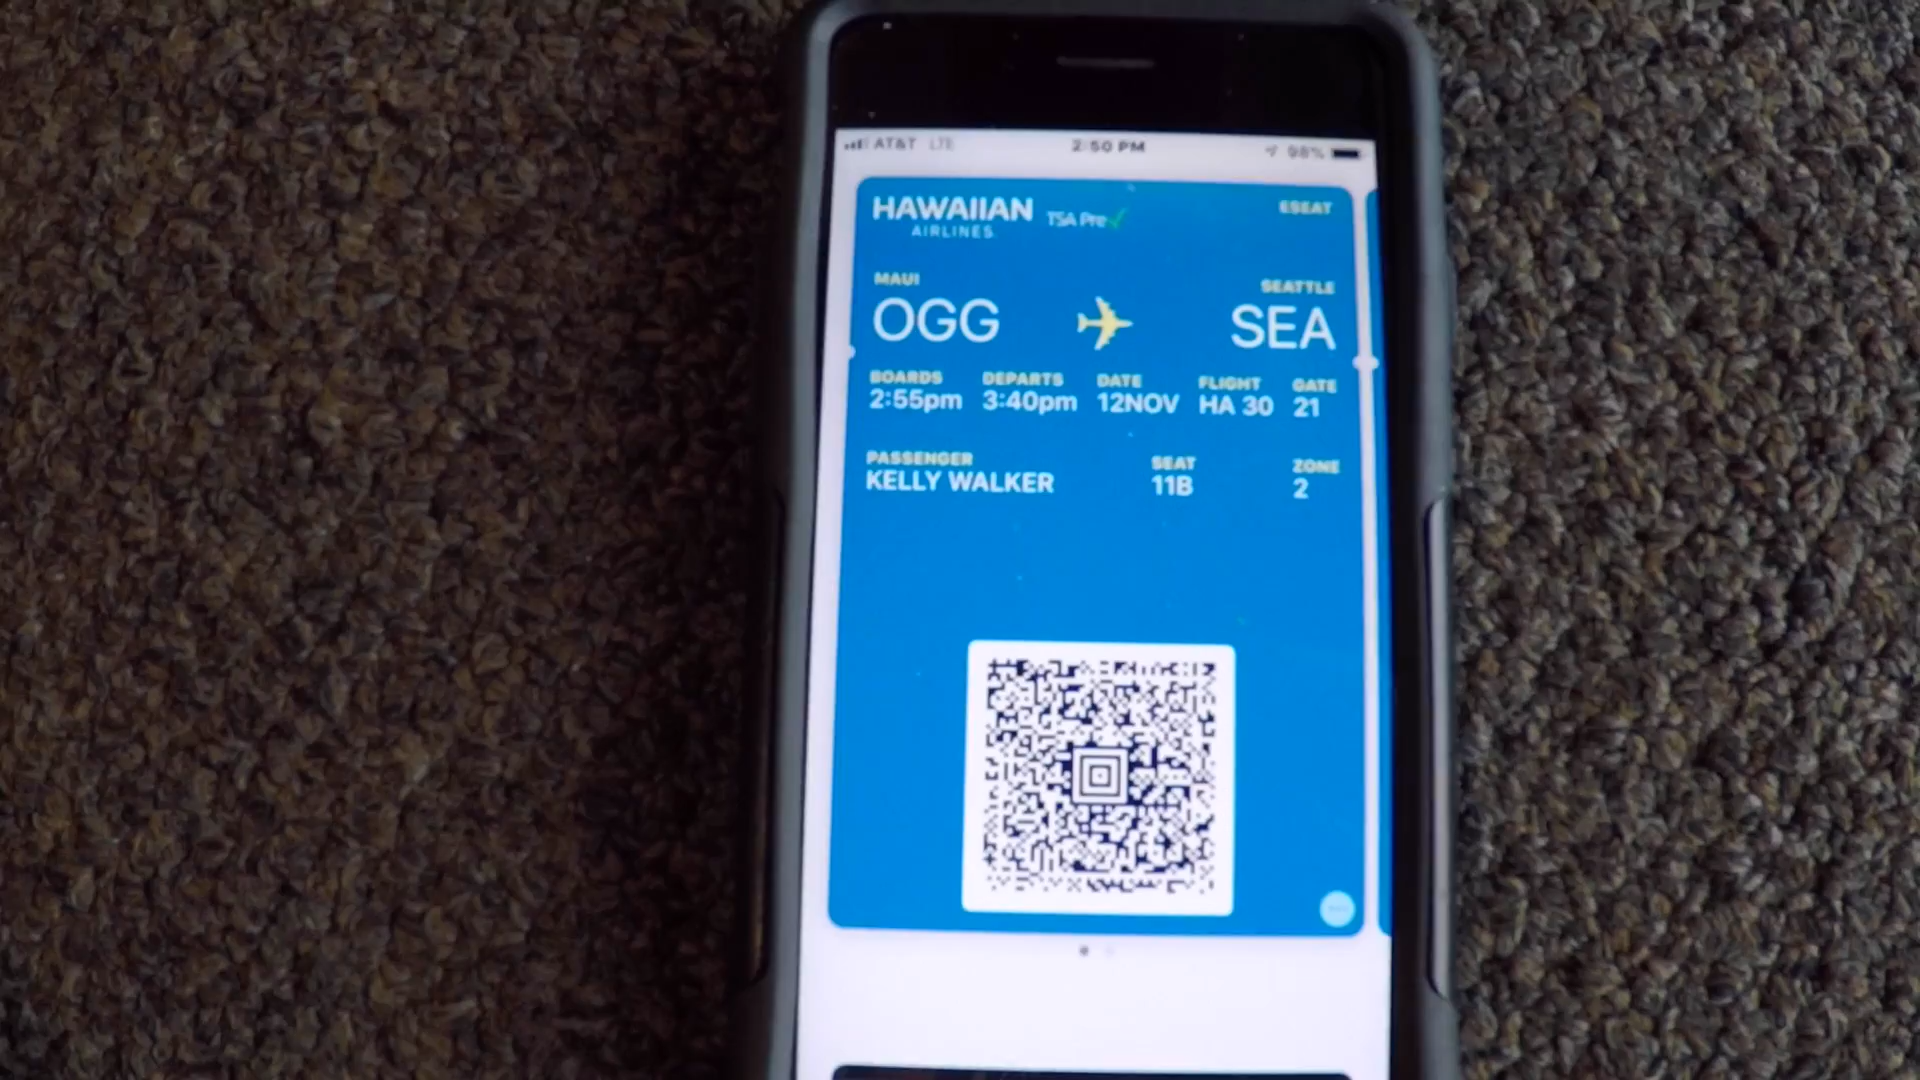 AT&T LTE 2:50 PM 98%
HAWAIIAN TSA Pre✓ ESEAT
AIRLINES
MAUI SEATTLE
OGG SEA
BOARDS DEPARTS DATE FLIGHT GATE
2:55pm 3:40pm 12NOV HA 30 21
PASSENGER SEAT ZONE
KELLY WALKER 11B 2